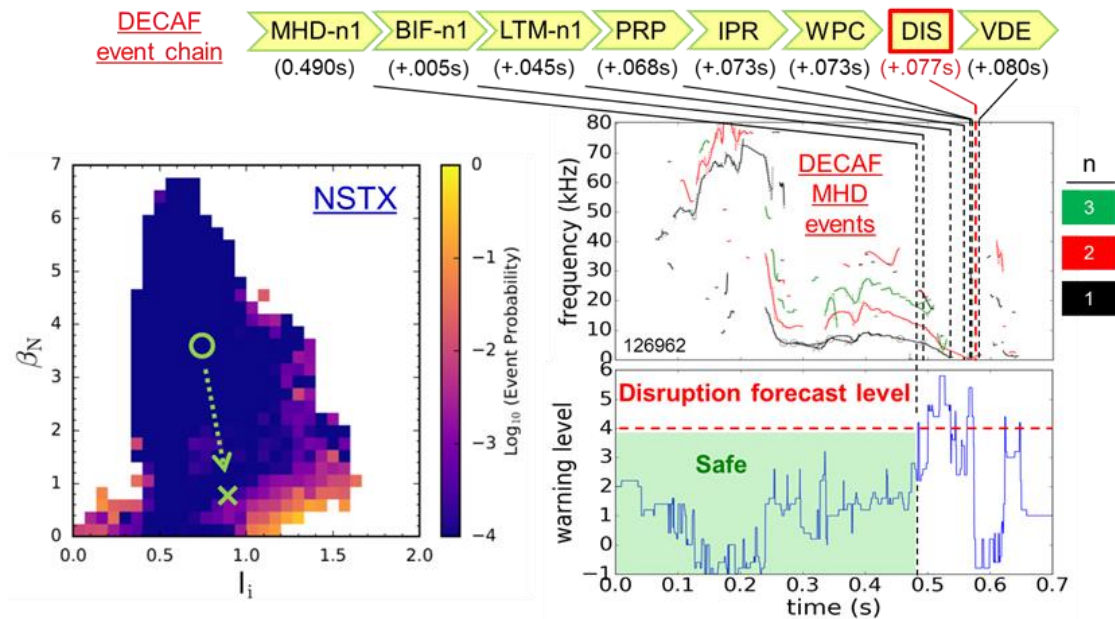 DECAF
event chain
MHD-n1 BIF-n1 LTM-n1 PRP IPR WPC DIS VDE
(0.490s) (+.005s) (+.045s) (+.068s) (+.073s) (+.073s) (+.077s) (+.080s)
NSTX
7
6
5
4
3
2
1
0
βN
0.0 0.5 1.0 1.5 2.0
li
0
−1
−2
−3
−4
Log₁₀ (Event Probability)
DECAF
MHD
events
80
70
60
50
40
30
20
10
0
frequency (kHz)
126962
n
3
2
1
Disruption forecast level
Safe
6
5
4
3
2
1
0
−1
warning level
0.0 0.1 0.2 0.3 0.4 0.5 0.6 0.7
time (s)